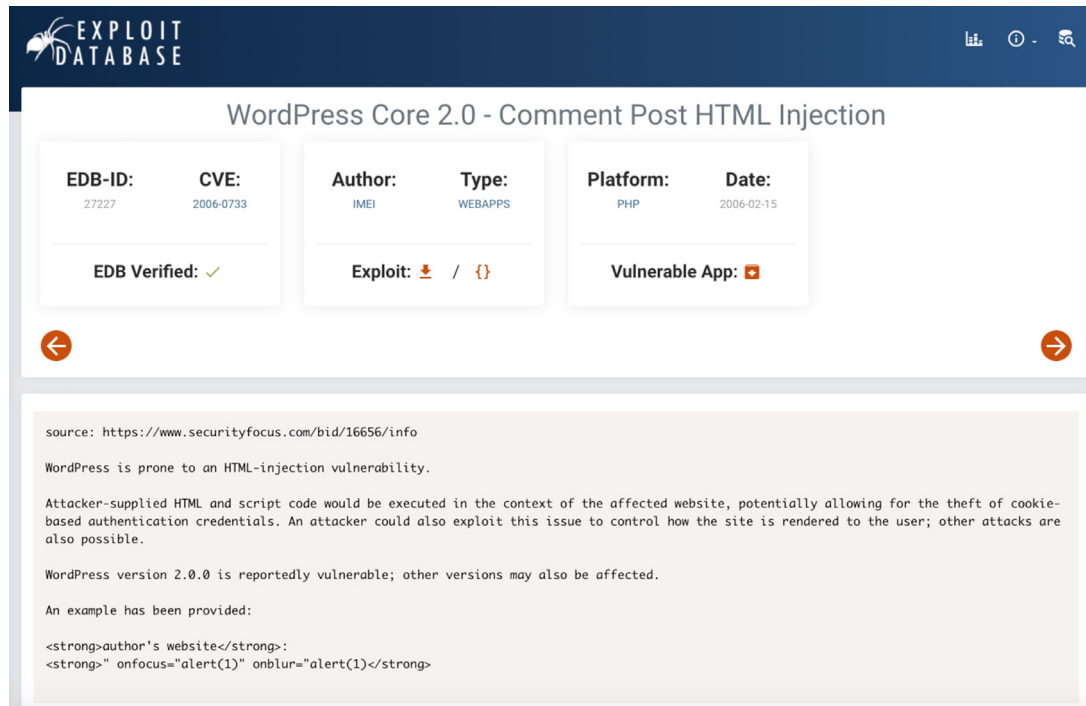 EXPLOIT
DATABASE
WordPress Core 2.0 - Comment Post HTML Injection
EDB-ID:
27227
CVE:
2006-0733
EDB Verified:
Author:
IMEI
Type:
WEBAPPS
Exploit: / {}
Platform:
PHP
Date:
2006-02-15
Vulnerable App:
source: https://www.securityfocus.com/bid/16656/info
WordPress is prone to an HTML-injection vulnerability.
Attacker-supplied HTML and script code would be executed in the context of the affected website, potentially allowing for the theft of cookie-
based authentication credentials. An attacker could also exploit this issue to control how the site is rendered to the user; other attacks are
also possible.
WordPress version 2.0.0 is reportedly vulnerable; other versions may also be affected.
An example has been provided:
<strong>author's website</strong>:
<strong>" onfocus="alert(1)" onblur="alert(1)</strong>